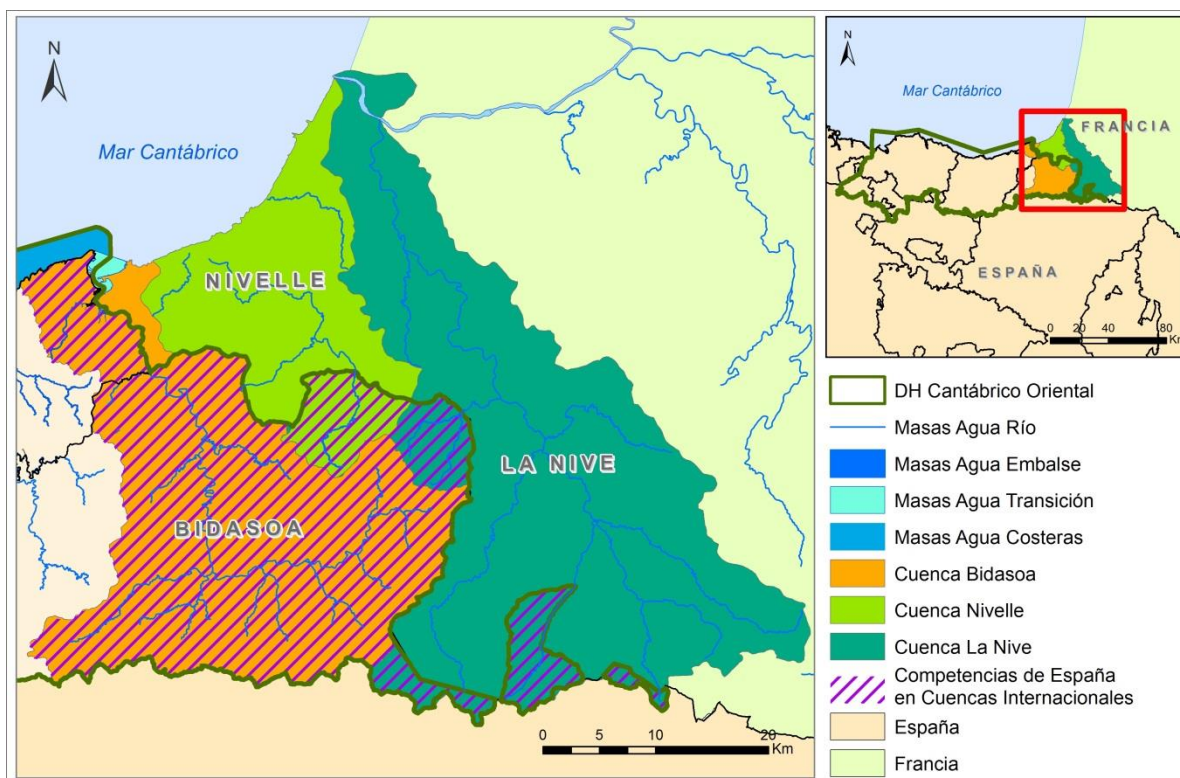 N
Mar Cantábrico
NIVELLE
LA NIVE
BIDASOA
0 5 10 20
Km
N
Mar Cantábrico
FRANCIA
ESPAÑA
0 20 40 80
Km
DH Cantábrico Oriental
Masas Agua Río
Masas Agua Embalse
Masas Agua Transición
Masas Agua Costeras
Cuenca Bidasoa
Cuenca Nivelle
Cuenca La Nive
Competencias de España
en Cuencas Internacionales
España
Francia